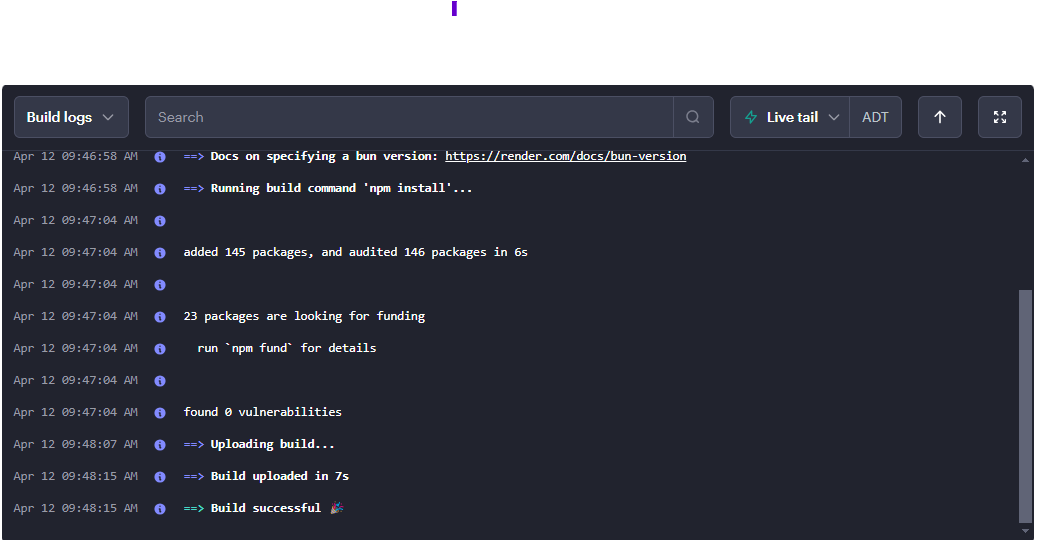 Build logs
Search
Live tail
ADT
Apr 12 09:46:58 AM ==> Docs on specifying a bun version: https://render.com/docs/bun-version
Apr 12 09:46:58 AM ==> Running build command 'npm install'...
Apr 12 09:47:04 AM
Apr 12 09:47:04 AM added 145 packages, and audited 146 packages in 6s
Apr 12 09:47:04 AM
Apr 12 09:47:04 AM 23 packages are looking for funding
Apr 12 09:47:04 AM run `npm fund` for details
Apr 12 09:47:04 AM
Apr 12 09:47:04 AM found 0 vulnerabilities
Apr 12 09:48:07 AM ==> Uploading build...
Apr 12 09:48:15 AM ==> Build uploaded in 7s
Apr 12 09:48:15 AM ==> Build successful 🎉